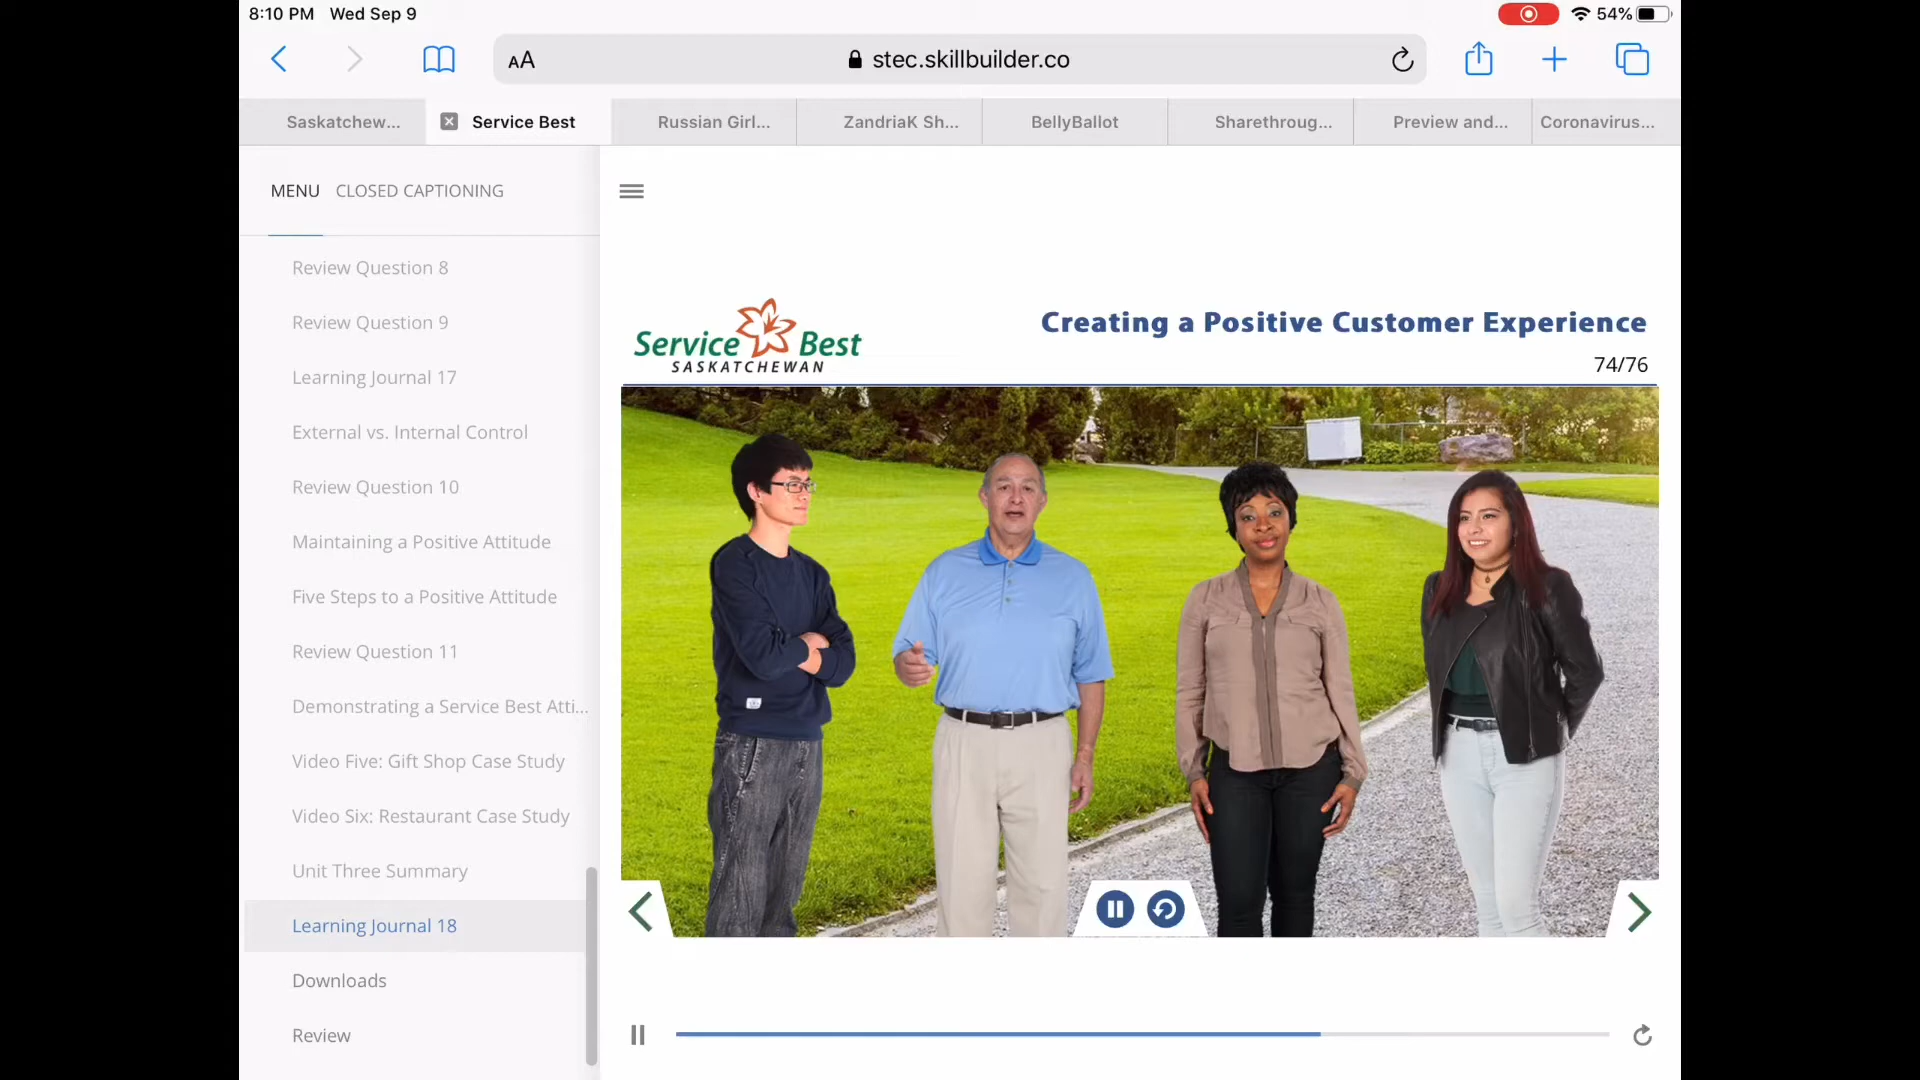 8:10 PM Wed Sep 9
54%
AA
stec.skillbuilder.co
Saskatchew...
Service Best
Russian Girl...
ZandriaK Sh...
BellyBallot
Sharethroug...
Preview and...
Coronavirus...
MENU
CLOSED CAPTIONING
Review Question 8
Review Question 9
Learning Journal 17
External vs. Internal Control
Review Question 10
Maintaining a Positive Attitude
Five Steps to a Positive Attitude
Review Question 11
Demonstrating a Service Best Atti...
Video Five: Gift Shop Case Study
Video Six: Restaurant Case Study
Unit Three Summary
Learning Journal 18
Downloads
Review
Service Best
SASKATCHEWAN
Creating a Positive Customer Experience
74/76